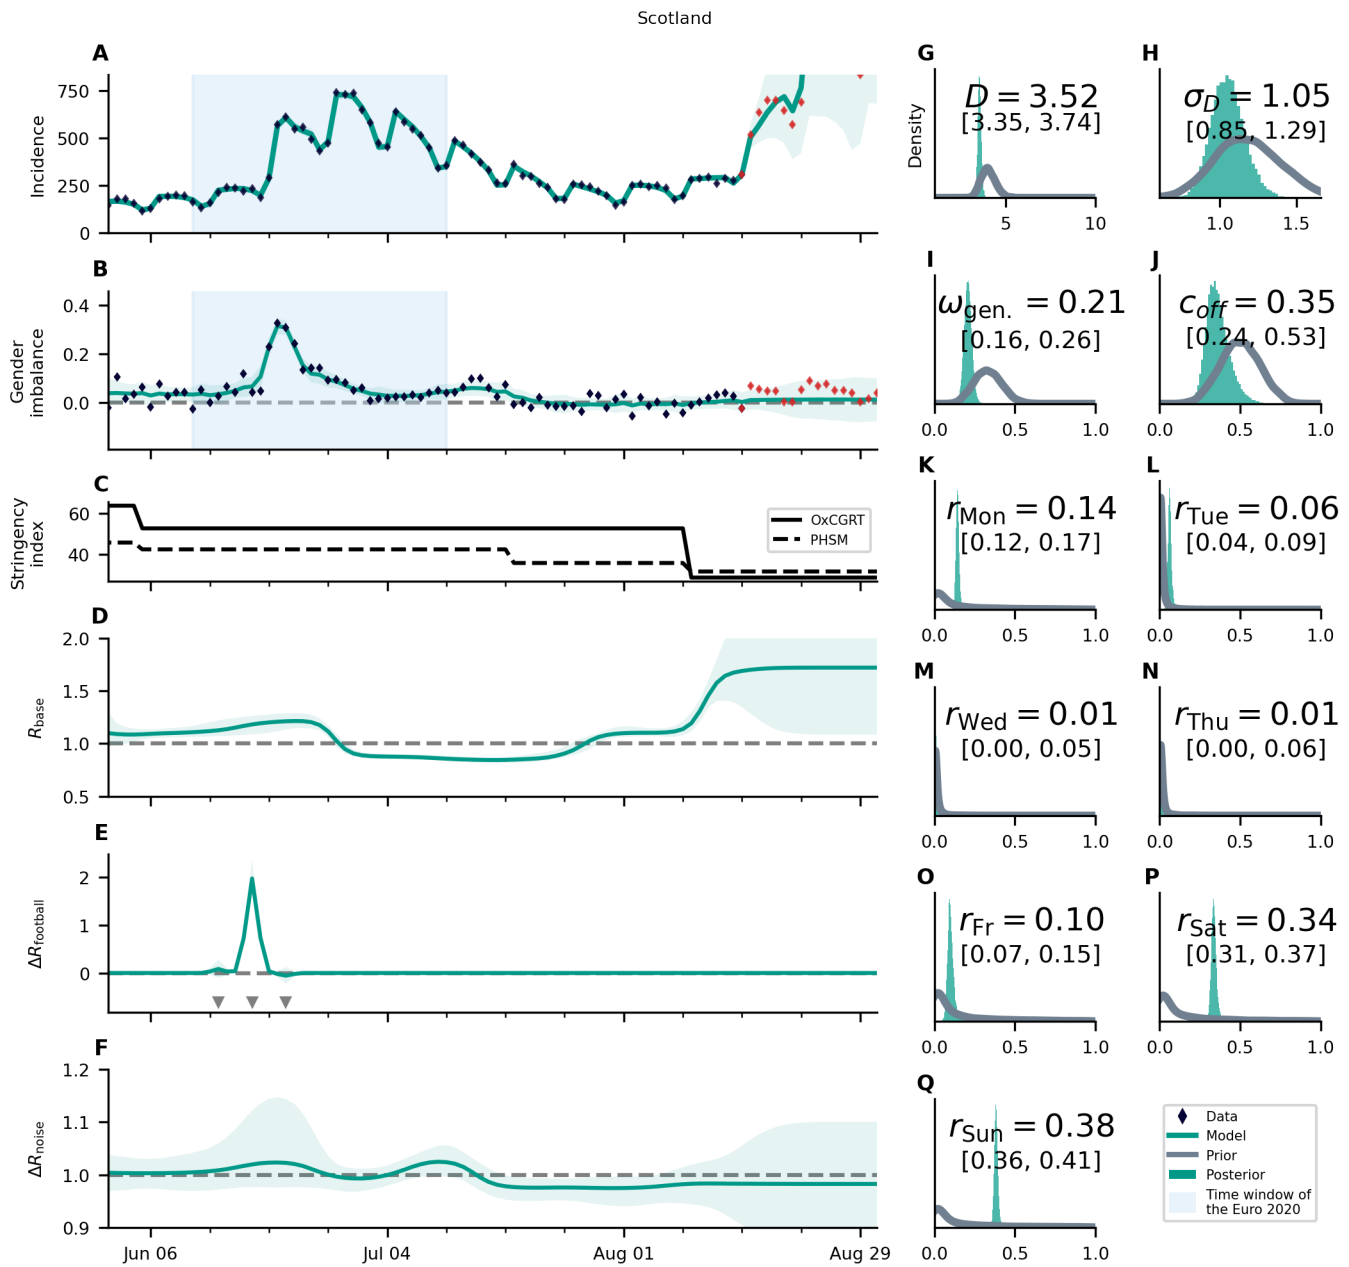 Scotland
A
Incidence
750
500
250
0
B
Gender
imbalance
0.4
0.2
0.0
C
Stringency
index
60
40
OxCGRT
PHSM
D
R_base
2.0
1.5
1.0
0.5
E
ΔR_football
2
1
0
F
ΔR_noise
1.2
1.1
1.0
0.9
Jun 06
Jul 04
Aug 01
Aug 29
G
Density
D = 3.52
[3.35, 3.74]
5
10
H
σ_D = 1.05
[0.85, 1.29]
1.0
1.5
I
ω_gen. = 0.21
[0.16, 0.26]
0.0
0.5
1.0
J
c_off = 0.35
[0.24, 0.53]
0.0
0.5
1.0
K
r_Mon = 0.14
[0.12, 0.17]
0.0
0.5
1.0
L
r_Tue = 0.06
[0.04, 0.09]
0.0
0.5
1.0
M
r_Wed = 0.01
[0.00, 0.05]
0.0
0.5
1.0
N
r_Thu = 0.01
[0.00, 0.06]
0.0
0.5
1.0
O
r_Fr = 0.10
[0.07, 0.15]
0.0
0.5
1.0
P
r_Sat = 0.34
[0.31, 0.37]
0.0
0.5
1.0
Q
r_Sun = 0.38
[0.36, 0.41]
0.0
0.5
1.0
Data
Model
Prior
Posterior
Time window of
the Euro 2020